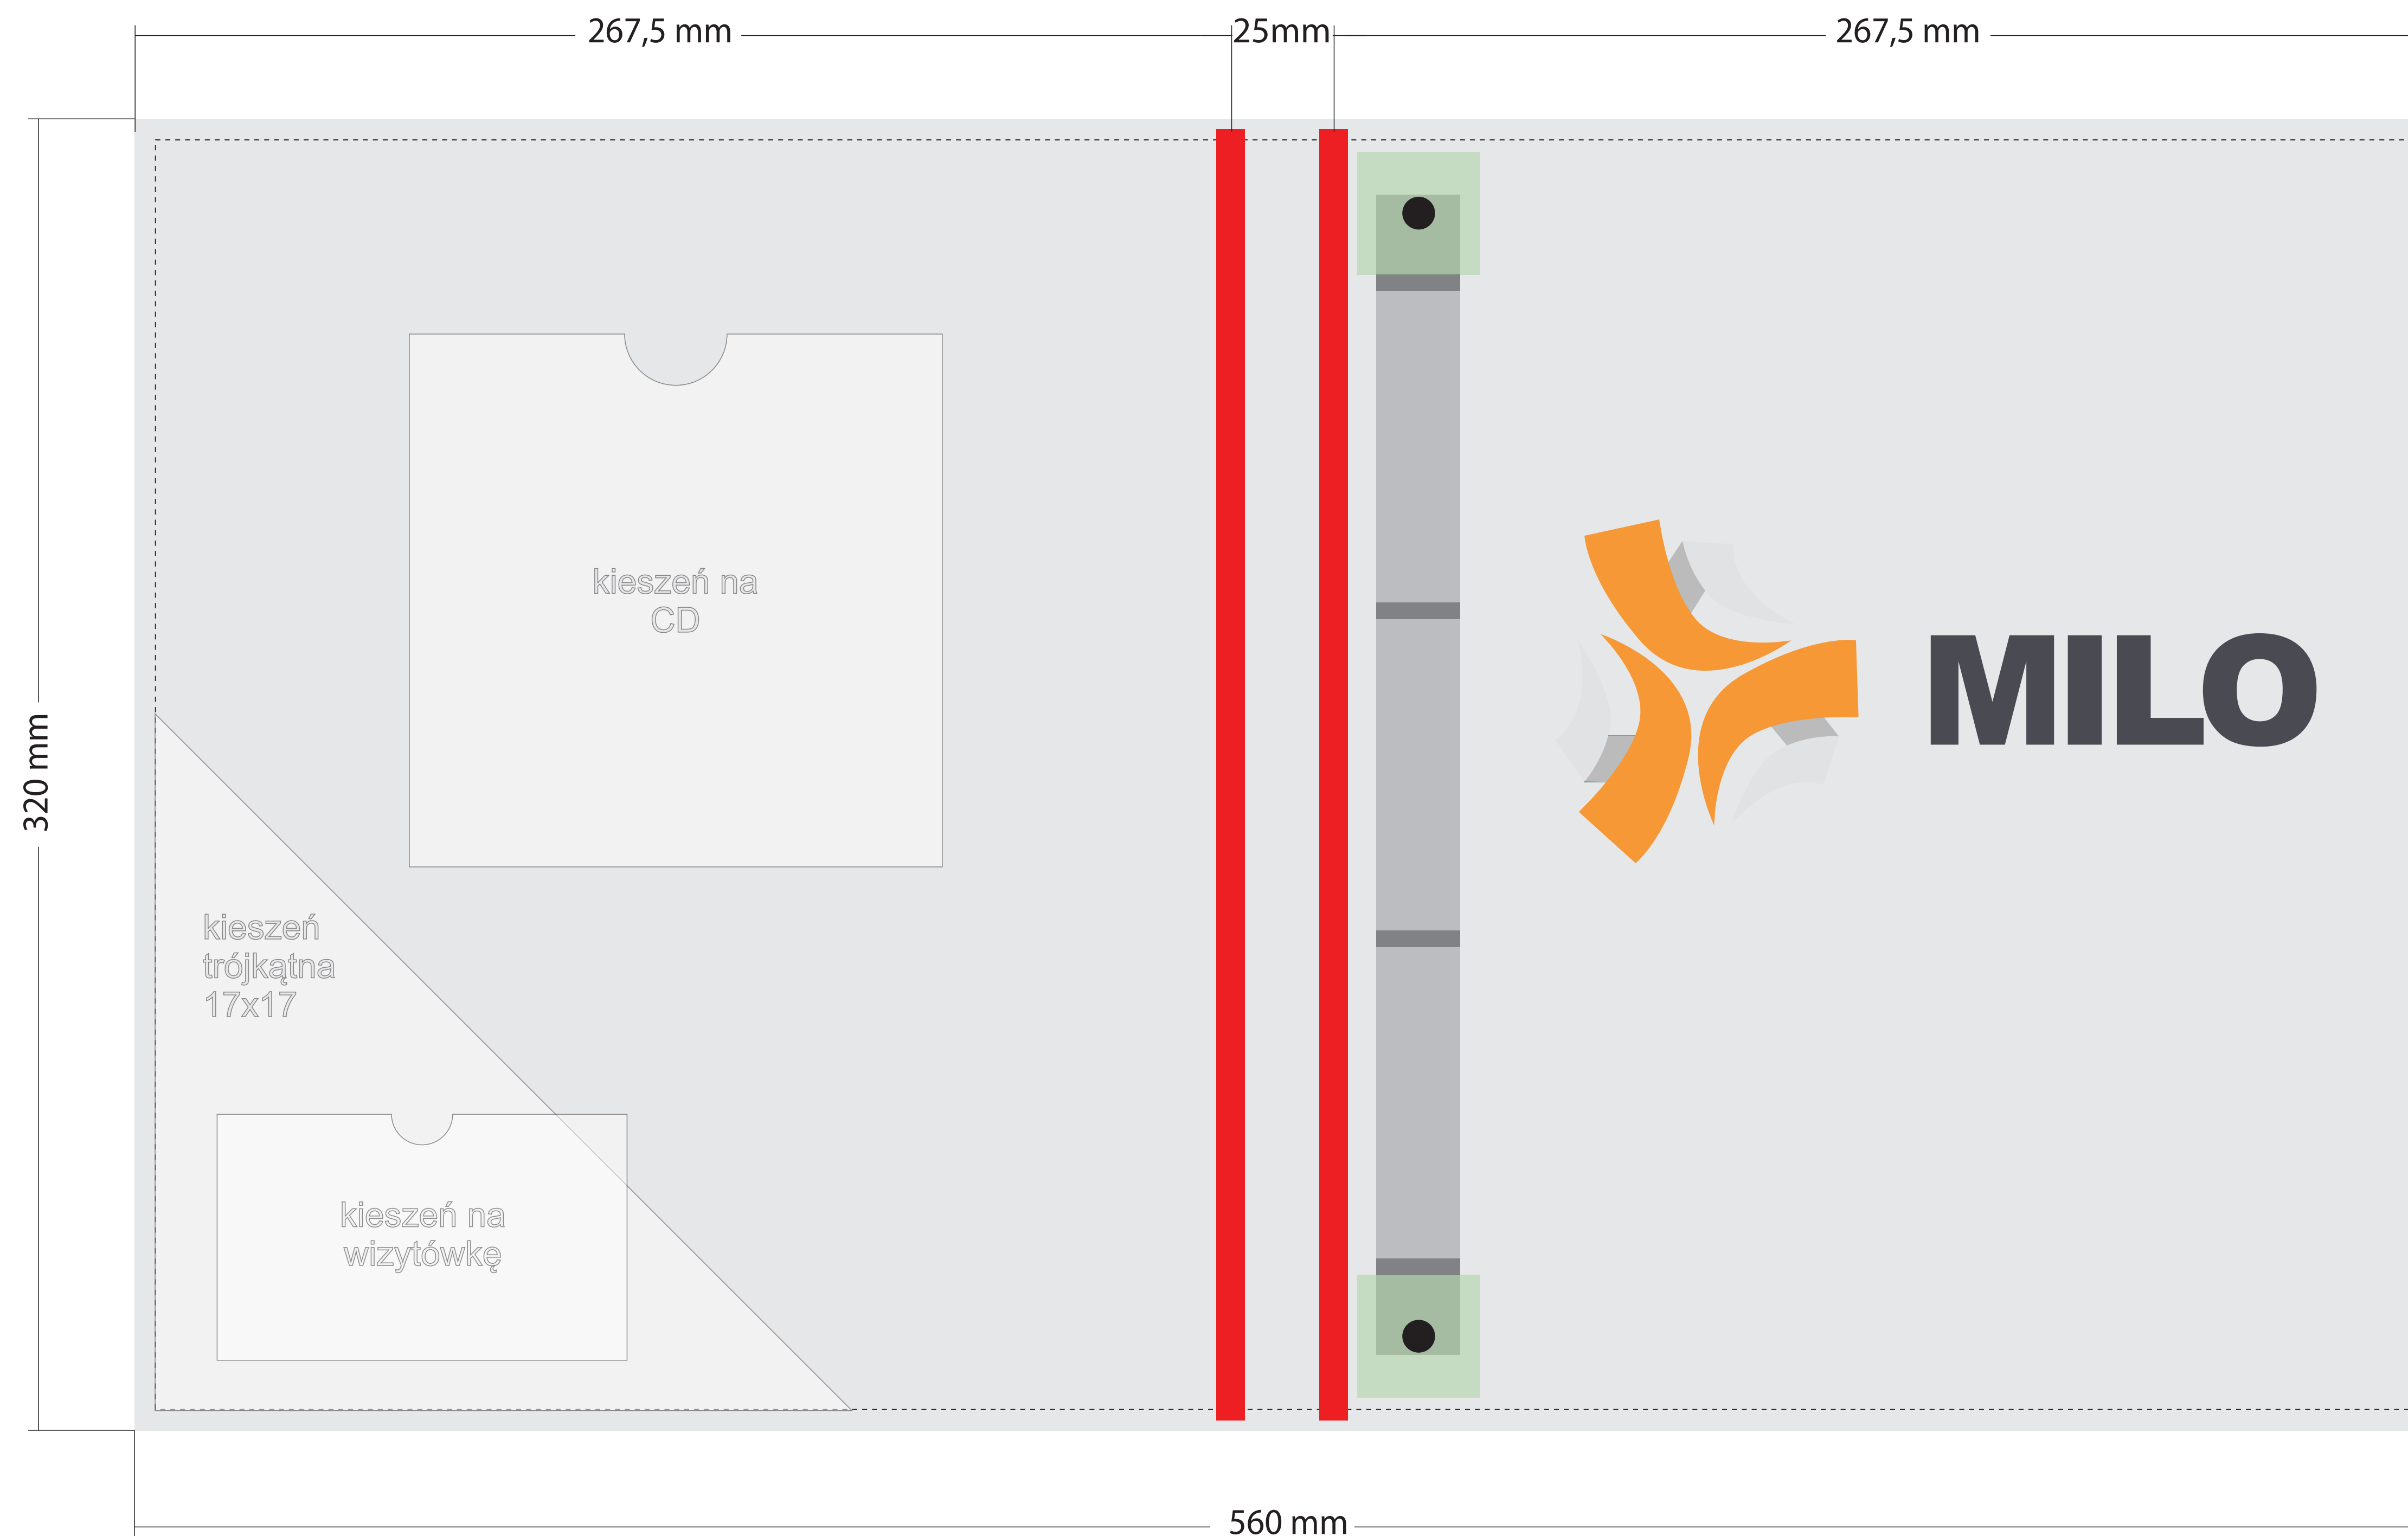 267,5 mm
25mm
267,5 mm
320 mm
kieszeń na
CD
MILO
kieszeń
trójkątna
17x17
kieszeń na
wizytówkę
560 mm